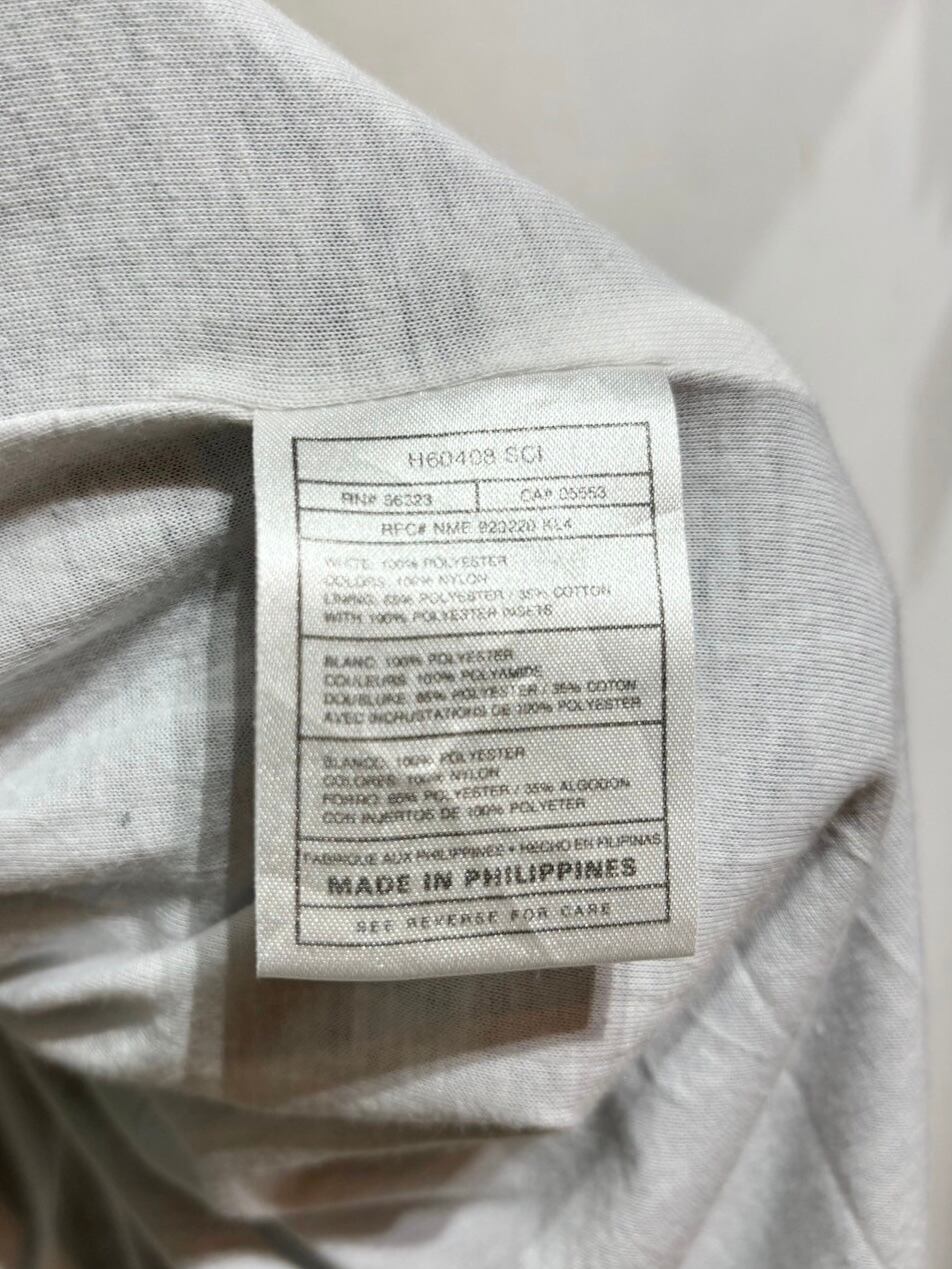 H60408 SCI
RN# 86323 CA# 05553
RFC# NME 920220 KL4
WHITE: 100% POLYESTER
COLORS: 100% NYLON
LINING: 65% POLYESTER / 35% COTTON
WITH 100% POLYESTER INSETS
BLANC: 100% POLYESTER
COULEURS: 100% POLYAMIDE
DOUBLURE: 65% POLYESTER / 35% COTON
AVEC INCRUSTATIONS DE 100% POLYESTER
BLANCO: 100% POLYESTER
COLORES: 100% NYLON
FORRO: 65% POLYESTER / 35% ALGODON
CON INJERTOS DE 100% POLYETER
FABRIQUE AUX PHILIPPINES • HECHO EN FILIPINAS
MADE IN PHILIPPINES
SEE REVERSE FOR CARE